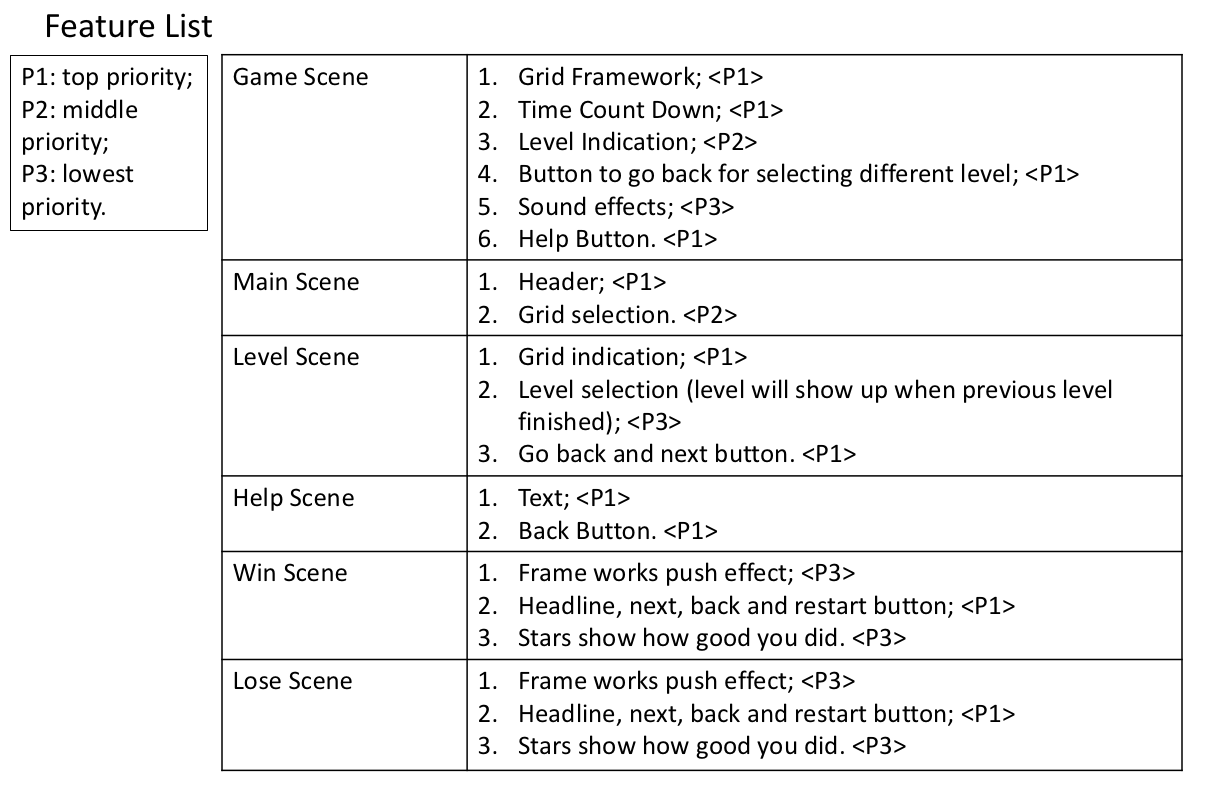 Feature List
P1: top priority;
P2: middle
priority;
P3: lowest
priority.
Game Scene
1. Grid Framework; <P1>
2. Time Count Down; <P1>
3. Level Indication; <P2>
4. Button to go back for selecting different level; <P1>
5. Sound effects; <P3>
6. Help Button. <P1>
Main Scene
1. Header; <P1>
2. Grid selection. <P2>
Level Scene
1. Grid indication; <P1>
2. Level selection (level will show up when previous level
finished); <P3>
3. Go back and next button. <P1>
Help Scene
1. Text; <P1>
2. Back Button. <P1>
Win Scene
1. Frame works push effect; <P3>
2. Headline, next, back and restart button; <P1>
3. Stars show how good you did. <P3>
Lose Scene
1. Frame works push effect; <P3>
2. Headline, next, back and restart button; <P1>
3. Stars show how good you did. <P3>